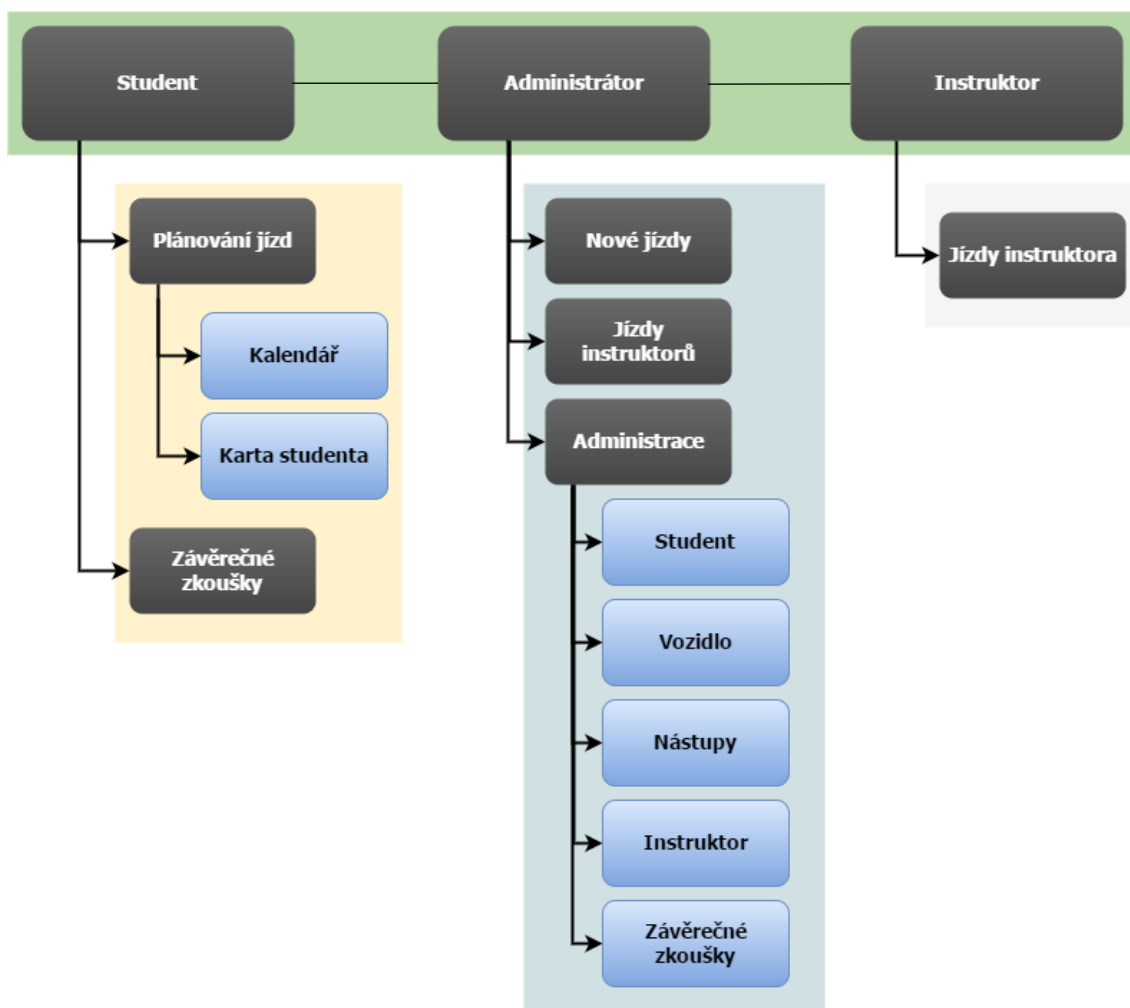 Student
Administrátor
Instruktor
Plánování jízd
Kalendář
Karta studenta
Závěrečné
zkoušky
Nové jízdy
Jízdy
instruktorů
Administrace
Student
Vozidlo
Nástupy
Instruktor
Závěrečné
zkoušky
Jízdy instruktora